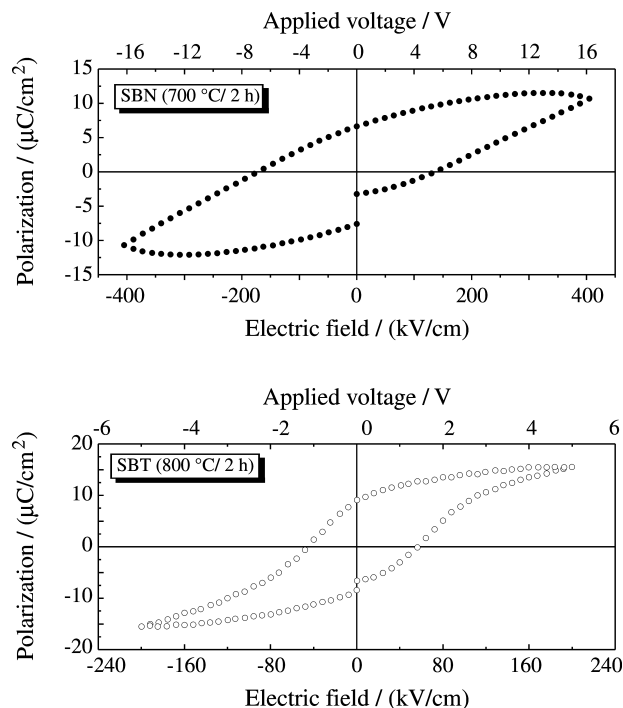 Applied voltage / V
-16 -12 -8 -4 0 4 8 12 16
15
10
5
0
-5
-10
-15
Polarization / (μC/cm²)
SBN (700 °C/ 2 h)
-400 -200 0 200 400
Electric field / (kV/cm)
Applied voltage / V
-6 -4 -2 0 2 4 6
20
10
0
-10
-20
Polarization / (μC/cm²)
SBT (800 °C/ 2 h)
-240 -160 -80 0 80 160 240
Electric field / (kV/cm)